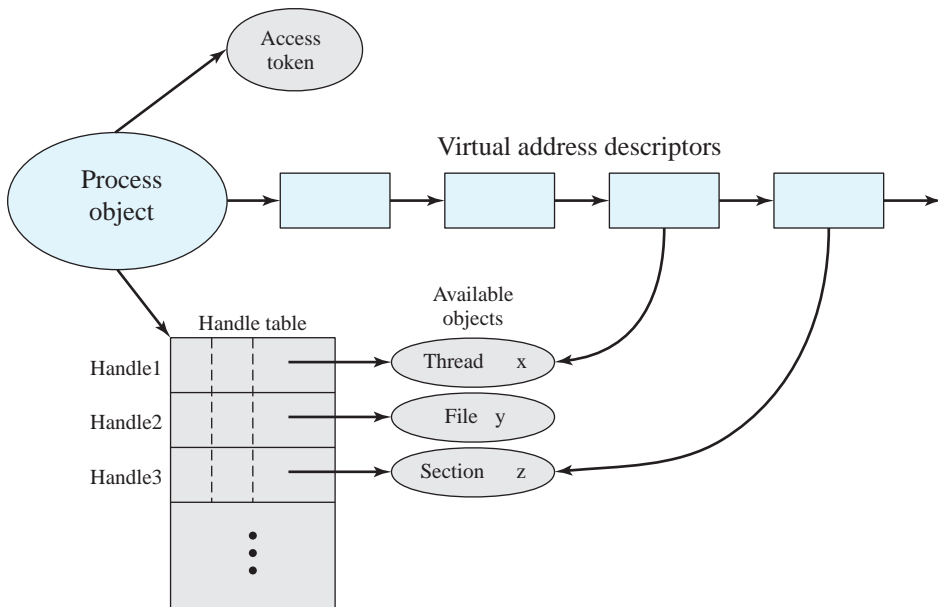 Access
token
Process
object
Virtual address descriptors
Available
objects
Handle table
Handle1
Thread x
Handle2
File y
Handle3
Section z